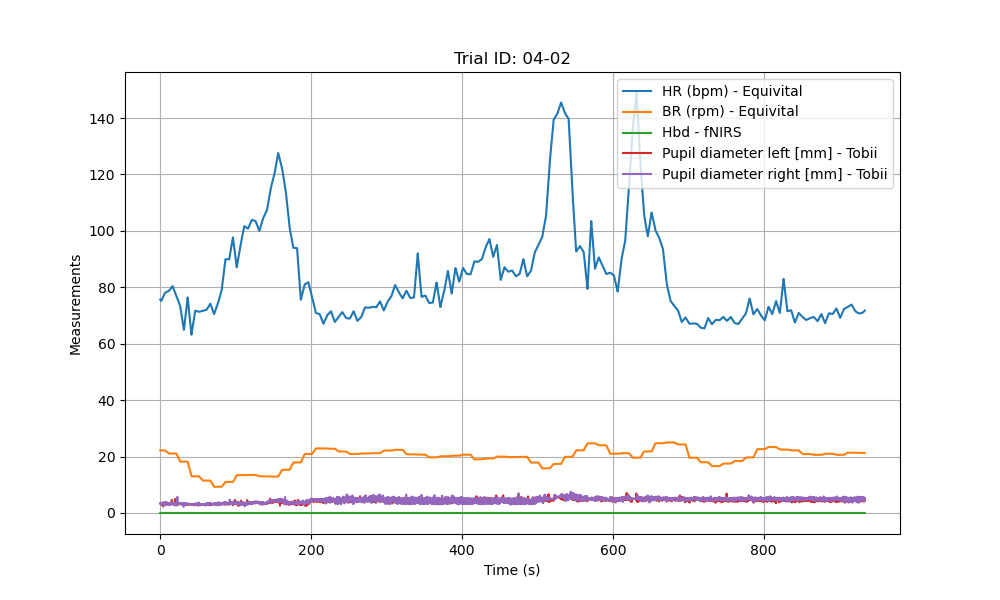 Trial ID: 04-02
HR (bpm) - Equivital
BR (rpm) - Equivital
Hbd - fNIRS
Pupil diameter left [mm] - Tobii
Pupil diameter right [mm] - Tobii
Measurements
140
120
100
80
60
40
20
0
0 200 400 600 800
Time (s)